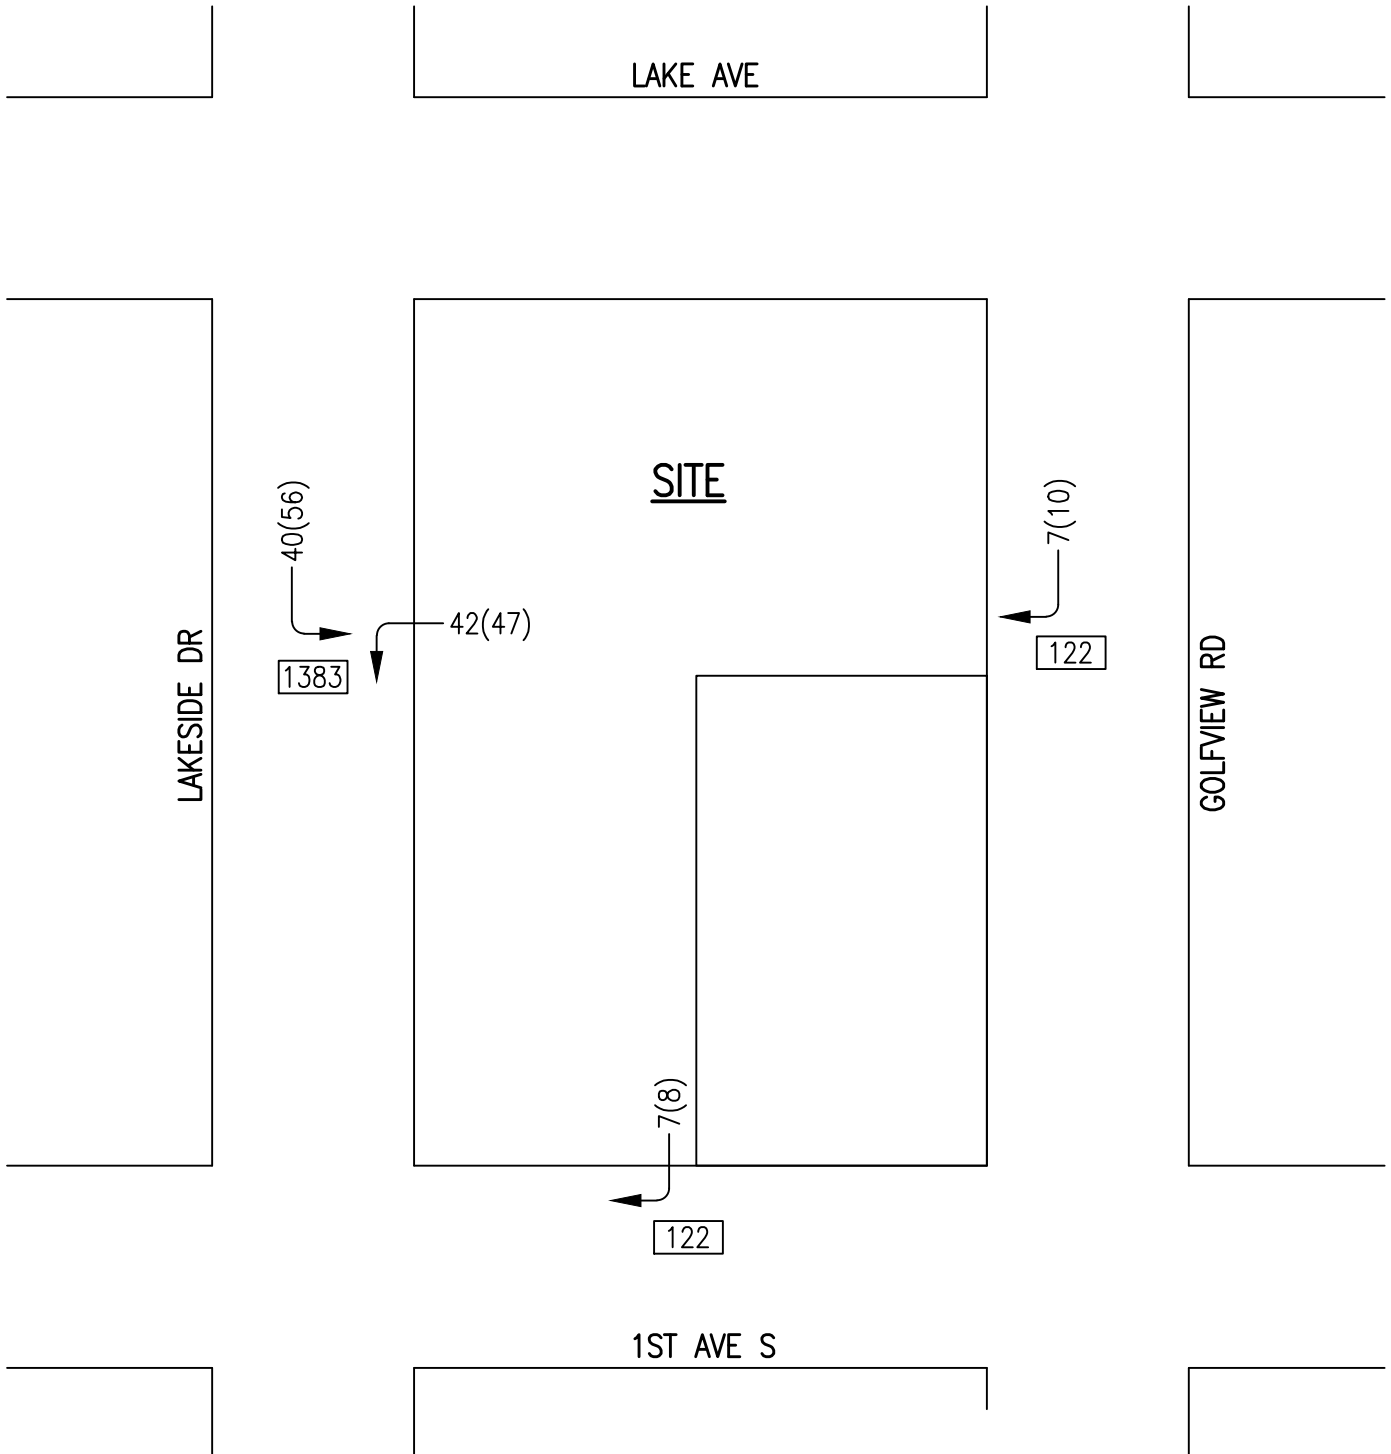 LAKE AVE
SITE
40(56)
7(10)
42(47)
122
1383
LAKESIDE DR
GOLFVIEW RD
7(8)
122
1ST AVE S